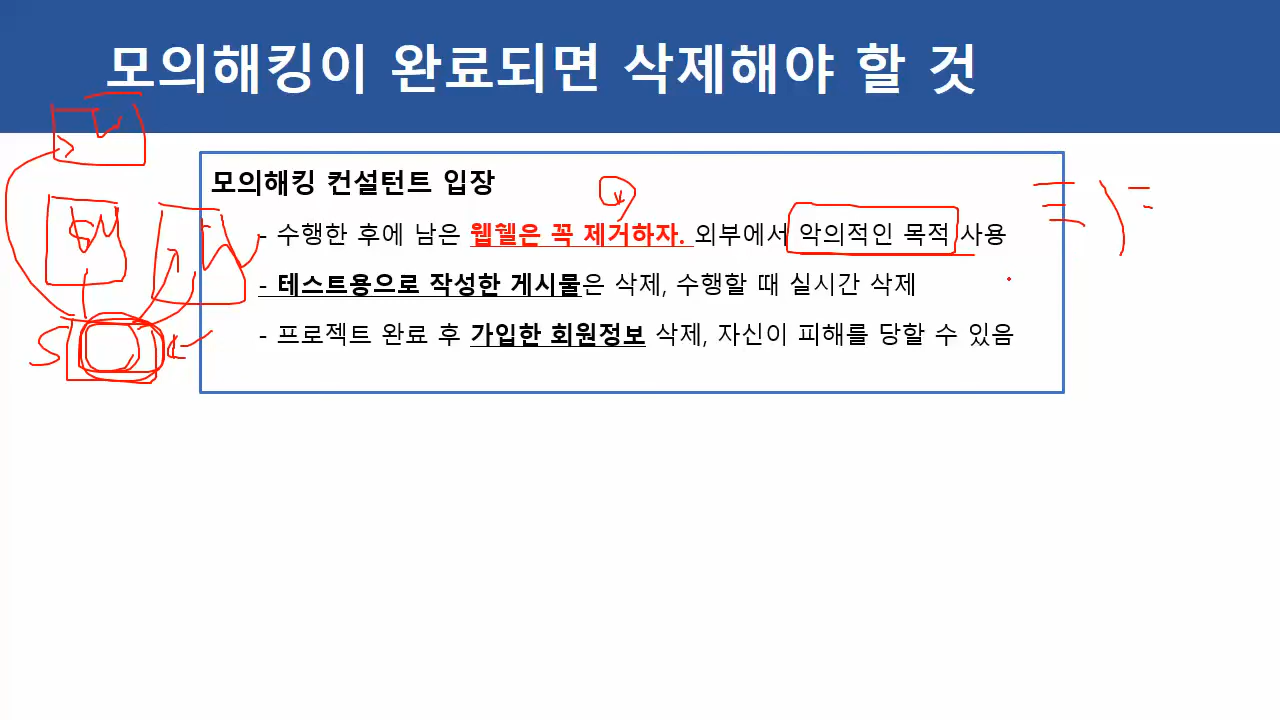 모의해킹이 완료되면 삭제해야 할 것
모의해킹 컨설턴트 입장
- 수행한 후에 남은 웹쉘은 꼭 제거하자. 외부에서 악의적인 목적 사용
- 테스트용으로 작성한 게시물은 삭제, 수행할 때 실시간 삭제
- 프로젝트 완료 후 가입한 회원정보 삭제, 자신이 피해를 당할 수 있음